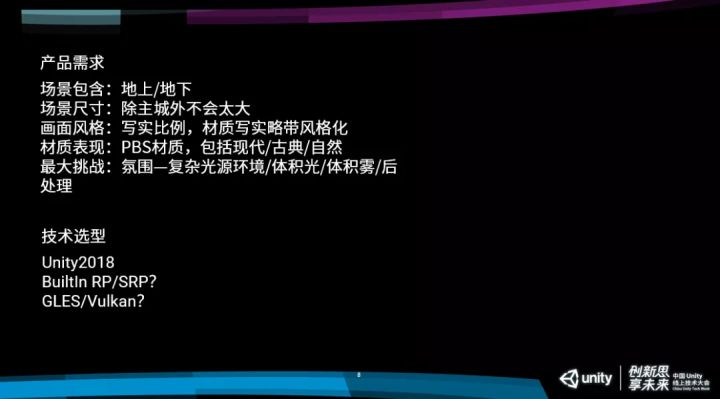 产品需求
场景包含：地上/地下
场景尺寸：除主城外不会太大
画面风格：写实比例，材质写实略带风格化
材质表现：PBS材质，包括现代/古典/自然
最大挑战：氛围—复杂光源环境/体积光/体积雾/后
处理
技术选型
Unity2018
BuiltIn RP/SRP?
GLES/Vulkan?
8
unity
创新思
享未来
中国 Unity
线上技术大会
China Unity Tech Week